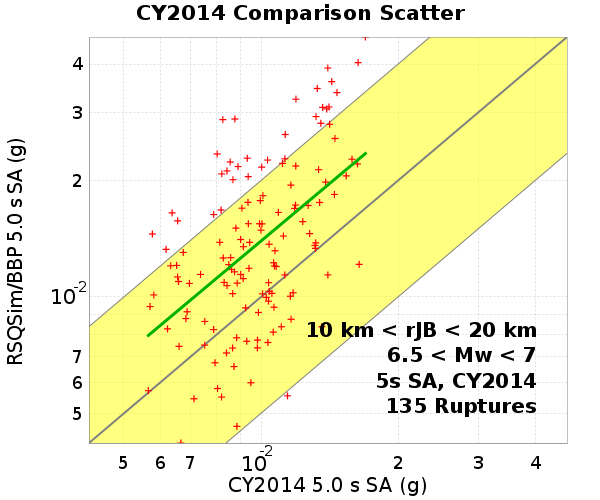 CY2014 Comparison Scatter
RSQSim/BBP 5.0 s SA (g)
4
3
2
10-2
7
6
5
10 km < rJB < 20 km
6.5 < Mw < 7
5s SA, CY2014
135 Ruptures
5 6 7 10-2 2 3 4
CY2014 5.0 s SA (g)